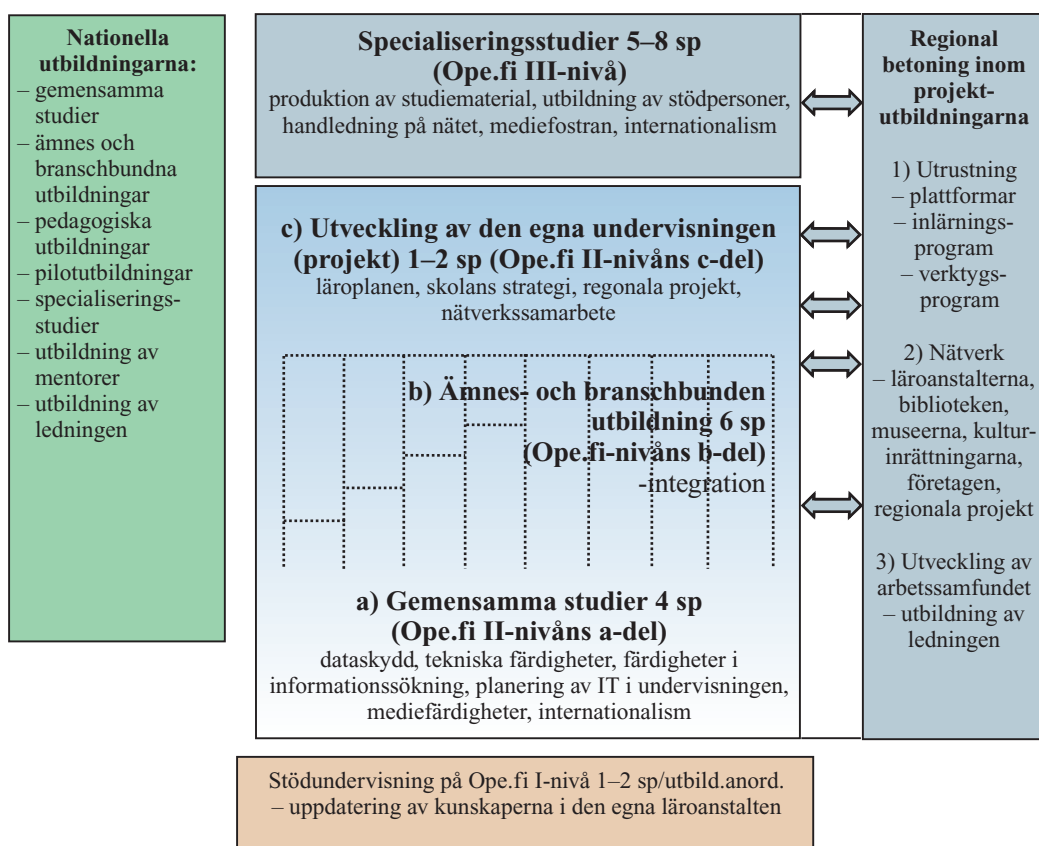 Nationella
utbildningarna:
– gemensamma
studier
– ämnes och
branschbundna
utbildningar
– pedagogiska
utbildningar
– pilotutbildningar
– specialiserings-
studier
– utbildning av
mentorer
– utbildning av
ledningen
Specialiseringsstudier 5–8 sp
(Ope.fi III-nivå)
produktion av studiematerial, utbildning av stödpersoner,
handledning på nätet, mediefostran, internationalism
c) Utveckling av den egna undervisningen
(projekt) 1–2 sp (Ope.fi II-nivåns c-del)
läroplanen, skolans strategi, regonala projekt,
nätverkssamarbete
b) Ämnes- och branschbunden
utbildning 6 sp
(Ope.fi-nivåns b-del)
-integration
a) Gemensamma studier 4 sp
(Ope.fi II-nivåns a-del)
dataskydd, tekniska färdigheter, färdigheter i
informationssökning, planering av IT i undervisningen,
mediefärdigheter, internationalism
Regional
betoning inom
projekt-
utbildningarna
1) Utrustning
– plattformar
– inlärnings-
program
– verktygs-
program
2) Nätverk
– läroanstalterna,
biblioteken,
museerna, kultur-
inrättningarna,
företagen,
regionala projekt
3) Utveckling av
arbetssamfundet
– utbildning av
ledningen
Stödundervisning på Ope.fi I-nivå 1–2 sp/utbild.anord.
– uppdatering av kunskaperna i den egna läroanstalten